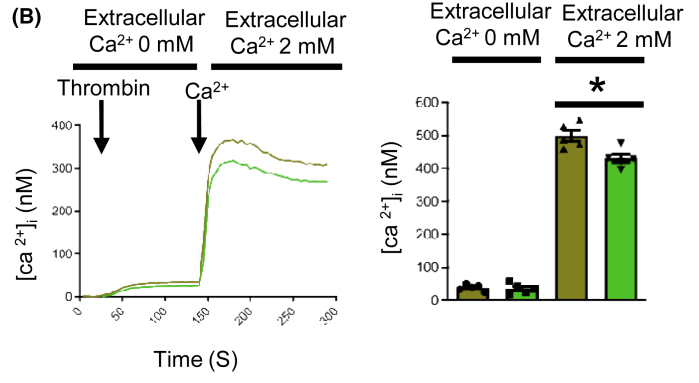 (B)
Extracellular
Ca²⁺ 0 mM
Extracellular
Ca²⁺ 2 mM
Thrombin
Ca²⁺
400
300
200
100
0
[ca ²⁺]ᵢ (nM)
0
50
100
150
200
250
300
Time (S)
Extracellular
Ca²⁺ 0 mM
Extracellular
Ca²⁺ 2 mM
*
600
500
400
300
200
100
0
[ca ²⁺]ᵢ (nM)